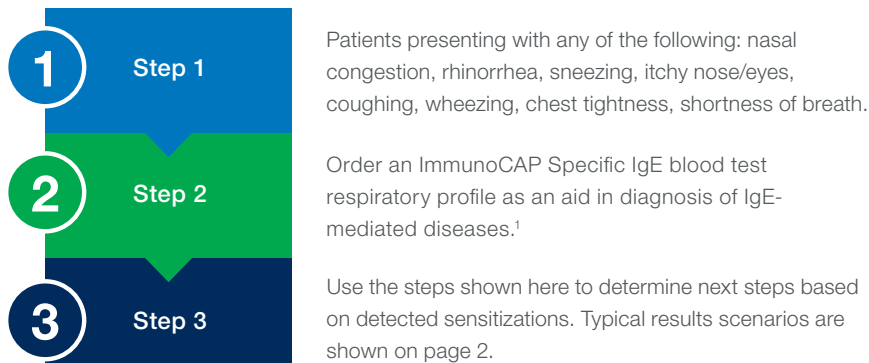 1
Step 1
Patients presenting with any of the following: nasal
congestion, rhinorrhea, sneezing, itchy nose/eyes,
coughing, wheezing, chest tightness, shortness of breath.
2
Step 2
Order an ImmunoCAP Specific IgE blood test
respiratory profile as an aid in diagnosis of IgE-
mediated diseases.¹
3
Step 3
Use the steps shown here to determine next steps based
on detected sensitizations. Typical results scenarios are
shown on page 2.